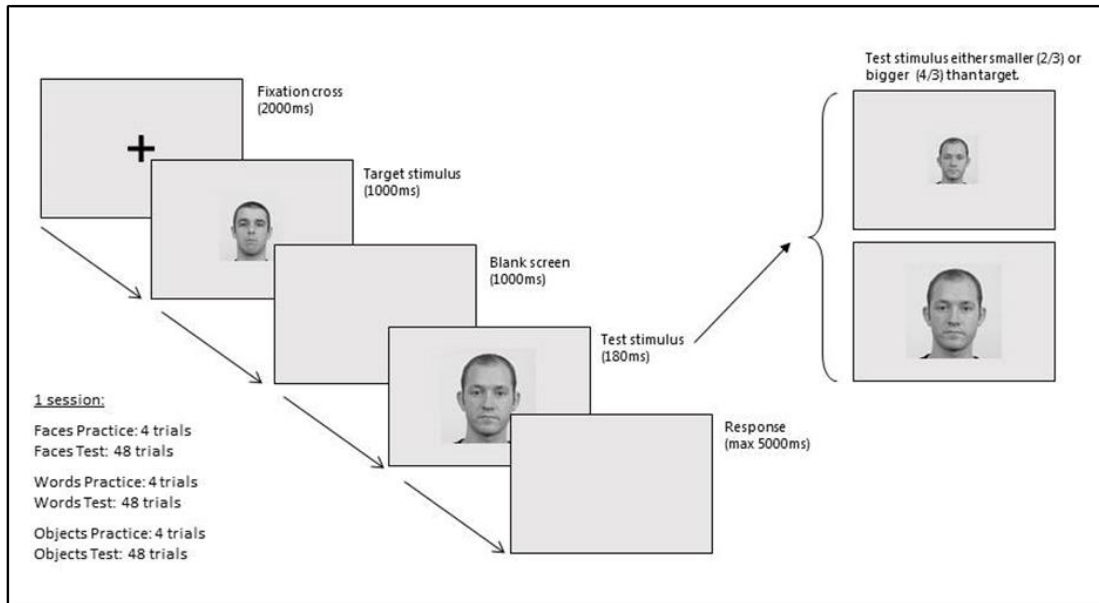 Fixation cross
(2000ms)
Target stimulus
(1000ms)
Blank screen
(1000ms)
Test stimulus
(180ms)
Response
(max 5000ms)
Test stimulus either smaller (2/3) or
bigger (4/3) than target.
1 session:
Faces Practice: 4 trials
Faces Test: 48 trials
Words Practice: 4 trials
Words Test: 48 trials
Objects Practice: 4 trials
Objects Test: 48 trials